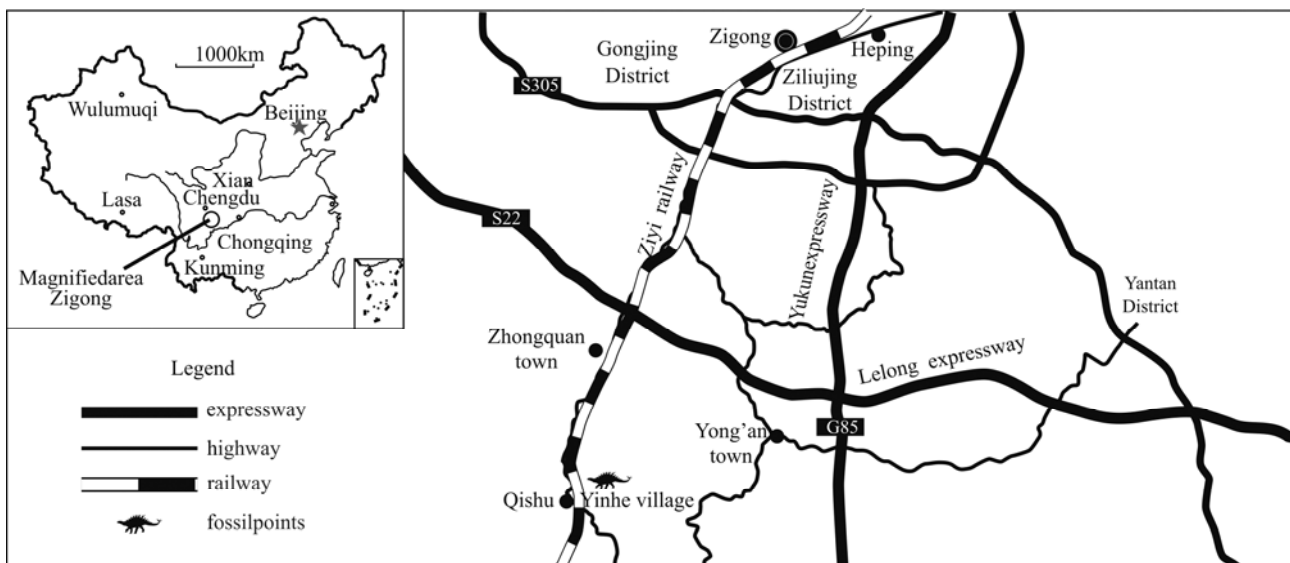 1000km
Wulumuqi
Beijing
Xian
Lasa
Chengdu
Chongqing
Kunming
Magnifiedarea
Zigong
Legend
expressway
highway
railway
fossilpoints
Zigong
Heping
Gongjing
District
Ziliujing
District
S305
S22
Ziyi railway
Yukunexpressway
Yantan
District
Zhongquan
town
Lelong expressway
Yong'an
town
G85
Qishu
Yinhe village